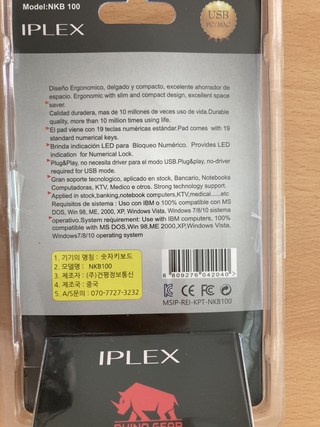 Model:NKB 100
IPLEX
USB
PC / MAC
Diseño Ergonomico, delgado y compacto, excelente ahorrador de
espacio. Ergonomic with slim and compact design, excellent space
saver.
Calidad duradera, mas de 10 millones de veces uso de vida.Durable
quality, more than 10 million times using life.
El pad viene con 19 teclas numéricas estándar.Pad comes with 19
standard numerical keys.
Brinda indicación LED para Bloqueo Numérico. Provides LED
indication for Numerical Lock.
Plug&Play, no necesita driver para el modo USB.Plug&play, no-driver
required for USB mode.
Gran soporte tecnologico, aplicado en stock, Bancario, Notebooks
Computadoras, KTV, Medico e otros. Strong technology support.
Applied in stock,banking,notebook computers,KTV,medical......etc
Requisitos de sistema : Uso con IBM o 100% compatible con MS
DOS, Win 98, ME, 2000, XP, Windows Vista, Windows 7/8/10 sistema
operativo.System requirement: Use with IBM computers, 100%
compatible with MS DOS,Win 98,ME 2000,XP,Windows Vista,
Windows7/8/10 operating system
1. 기기의 명칭 : 숫자키보드
2. 모델명 : NKB100
3. 제조자 : (주)건평정보통신
4. 제조국 : 중국
5. A/S문의 : 070-7727-3232
8 809276 042040
CE FC
MSIP-REI-KPT-NKB100
IPLEX
RHINO GEAR